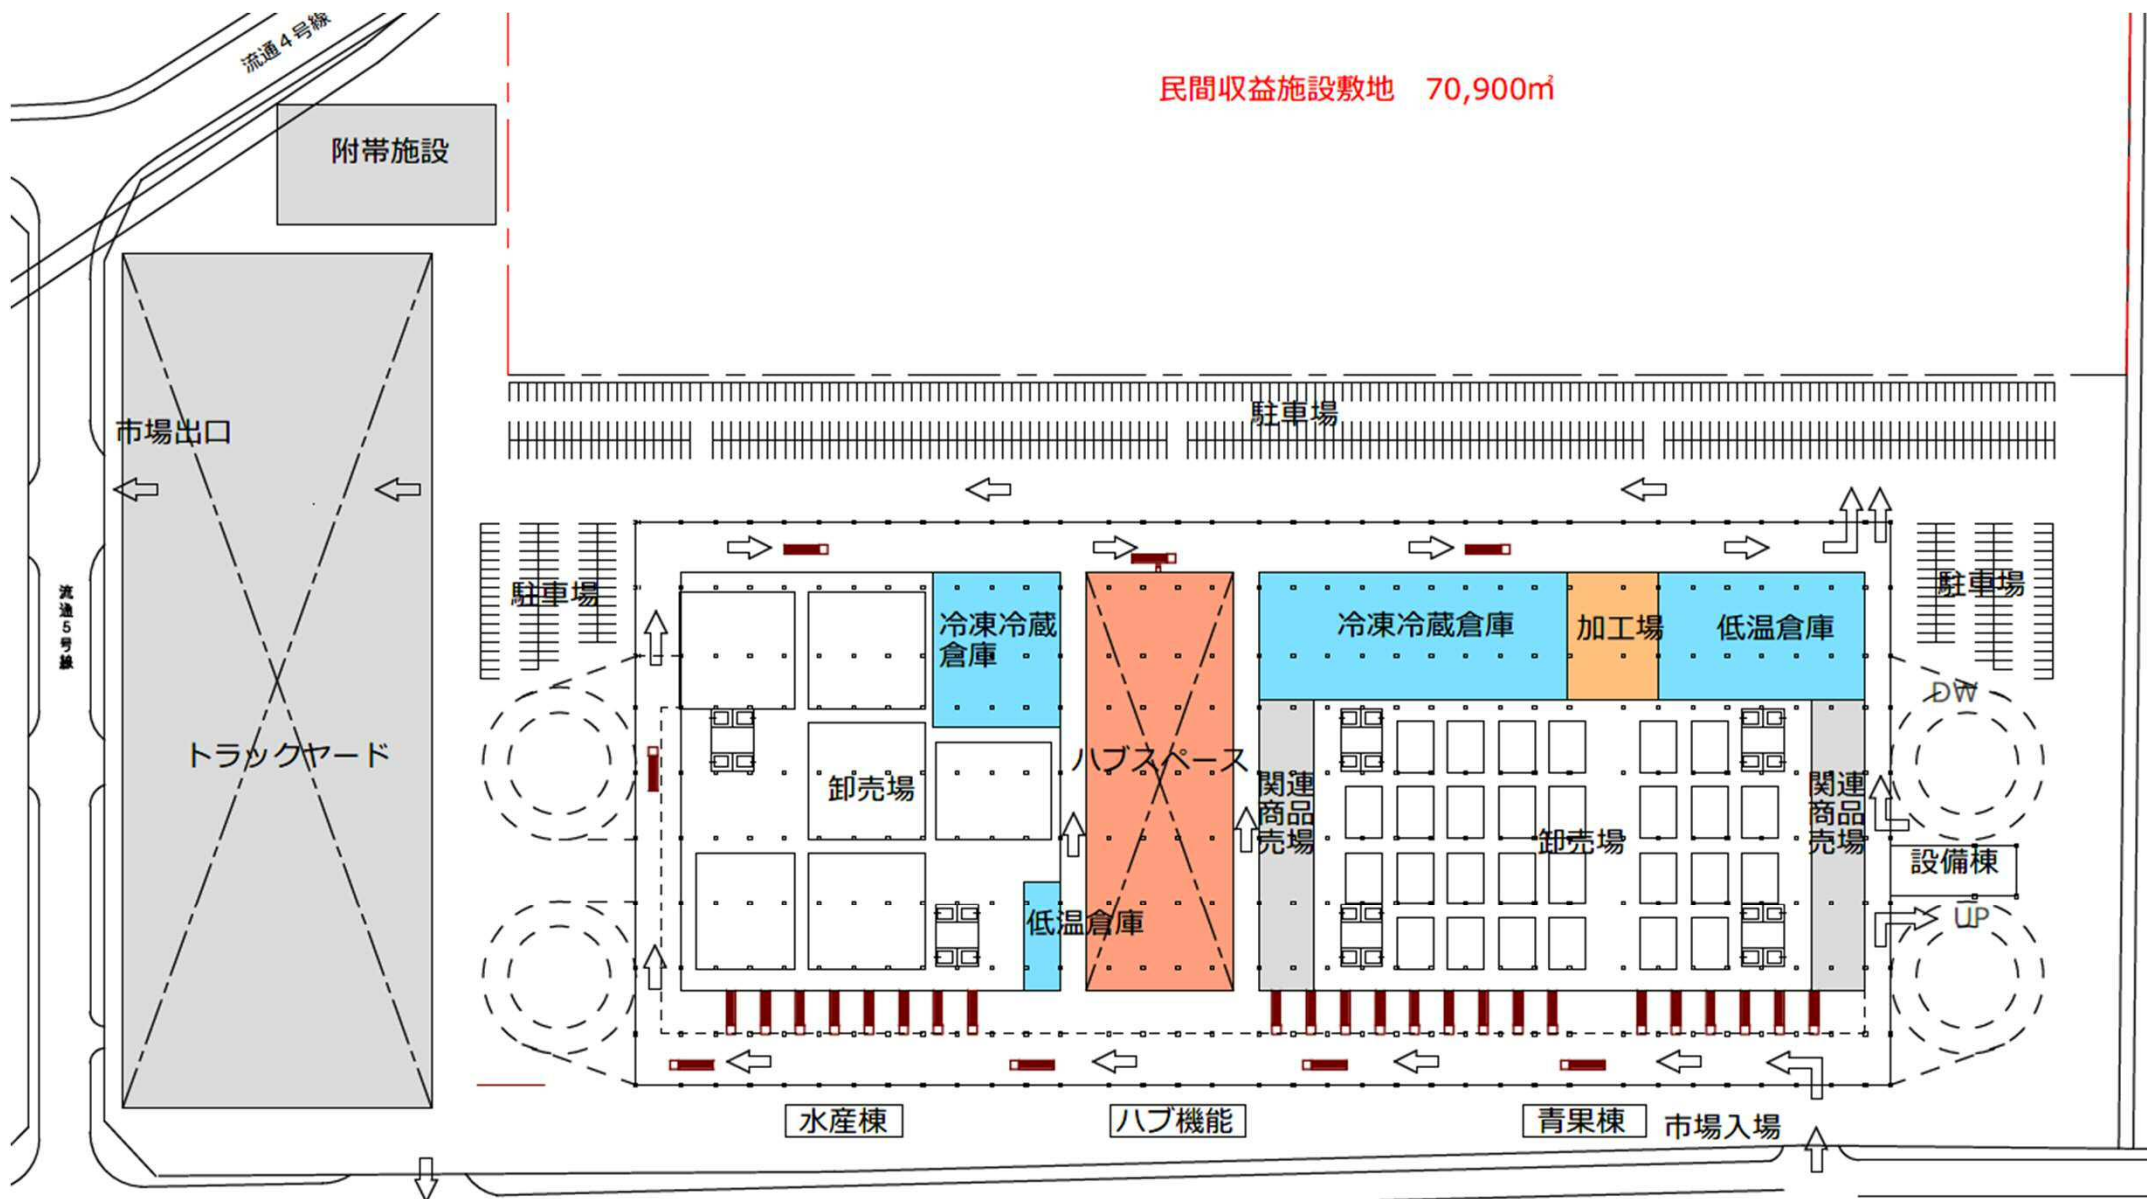 流通4号線
民間収益施設敷地　70,900㎡
附帯施設
駐車場
市場出口
駐車場
駐車場
流通5号線
冷凍冷蔵
倉庫
冷凍冷蔵倉庫
加工場
低温倉庫
DW
トラックヤード
ハブスペース
卸売場
関連
商品
売場
卸売場
関連
商品
売場
設備棟
低温倉庫
UP
水産棟
ハブ機能
青果棟
市場入場